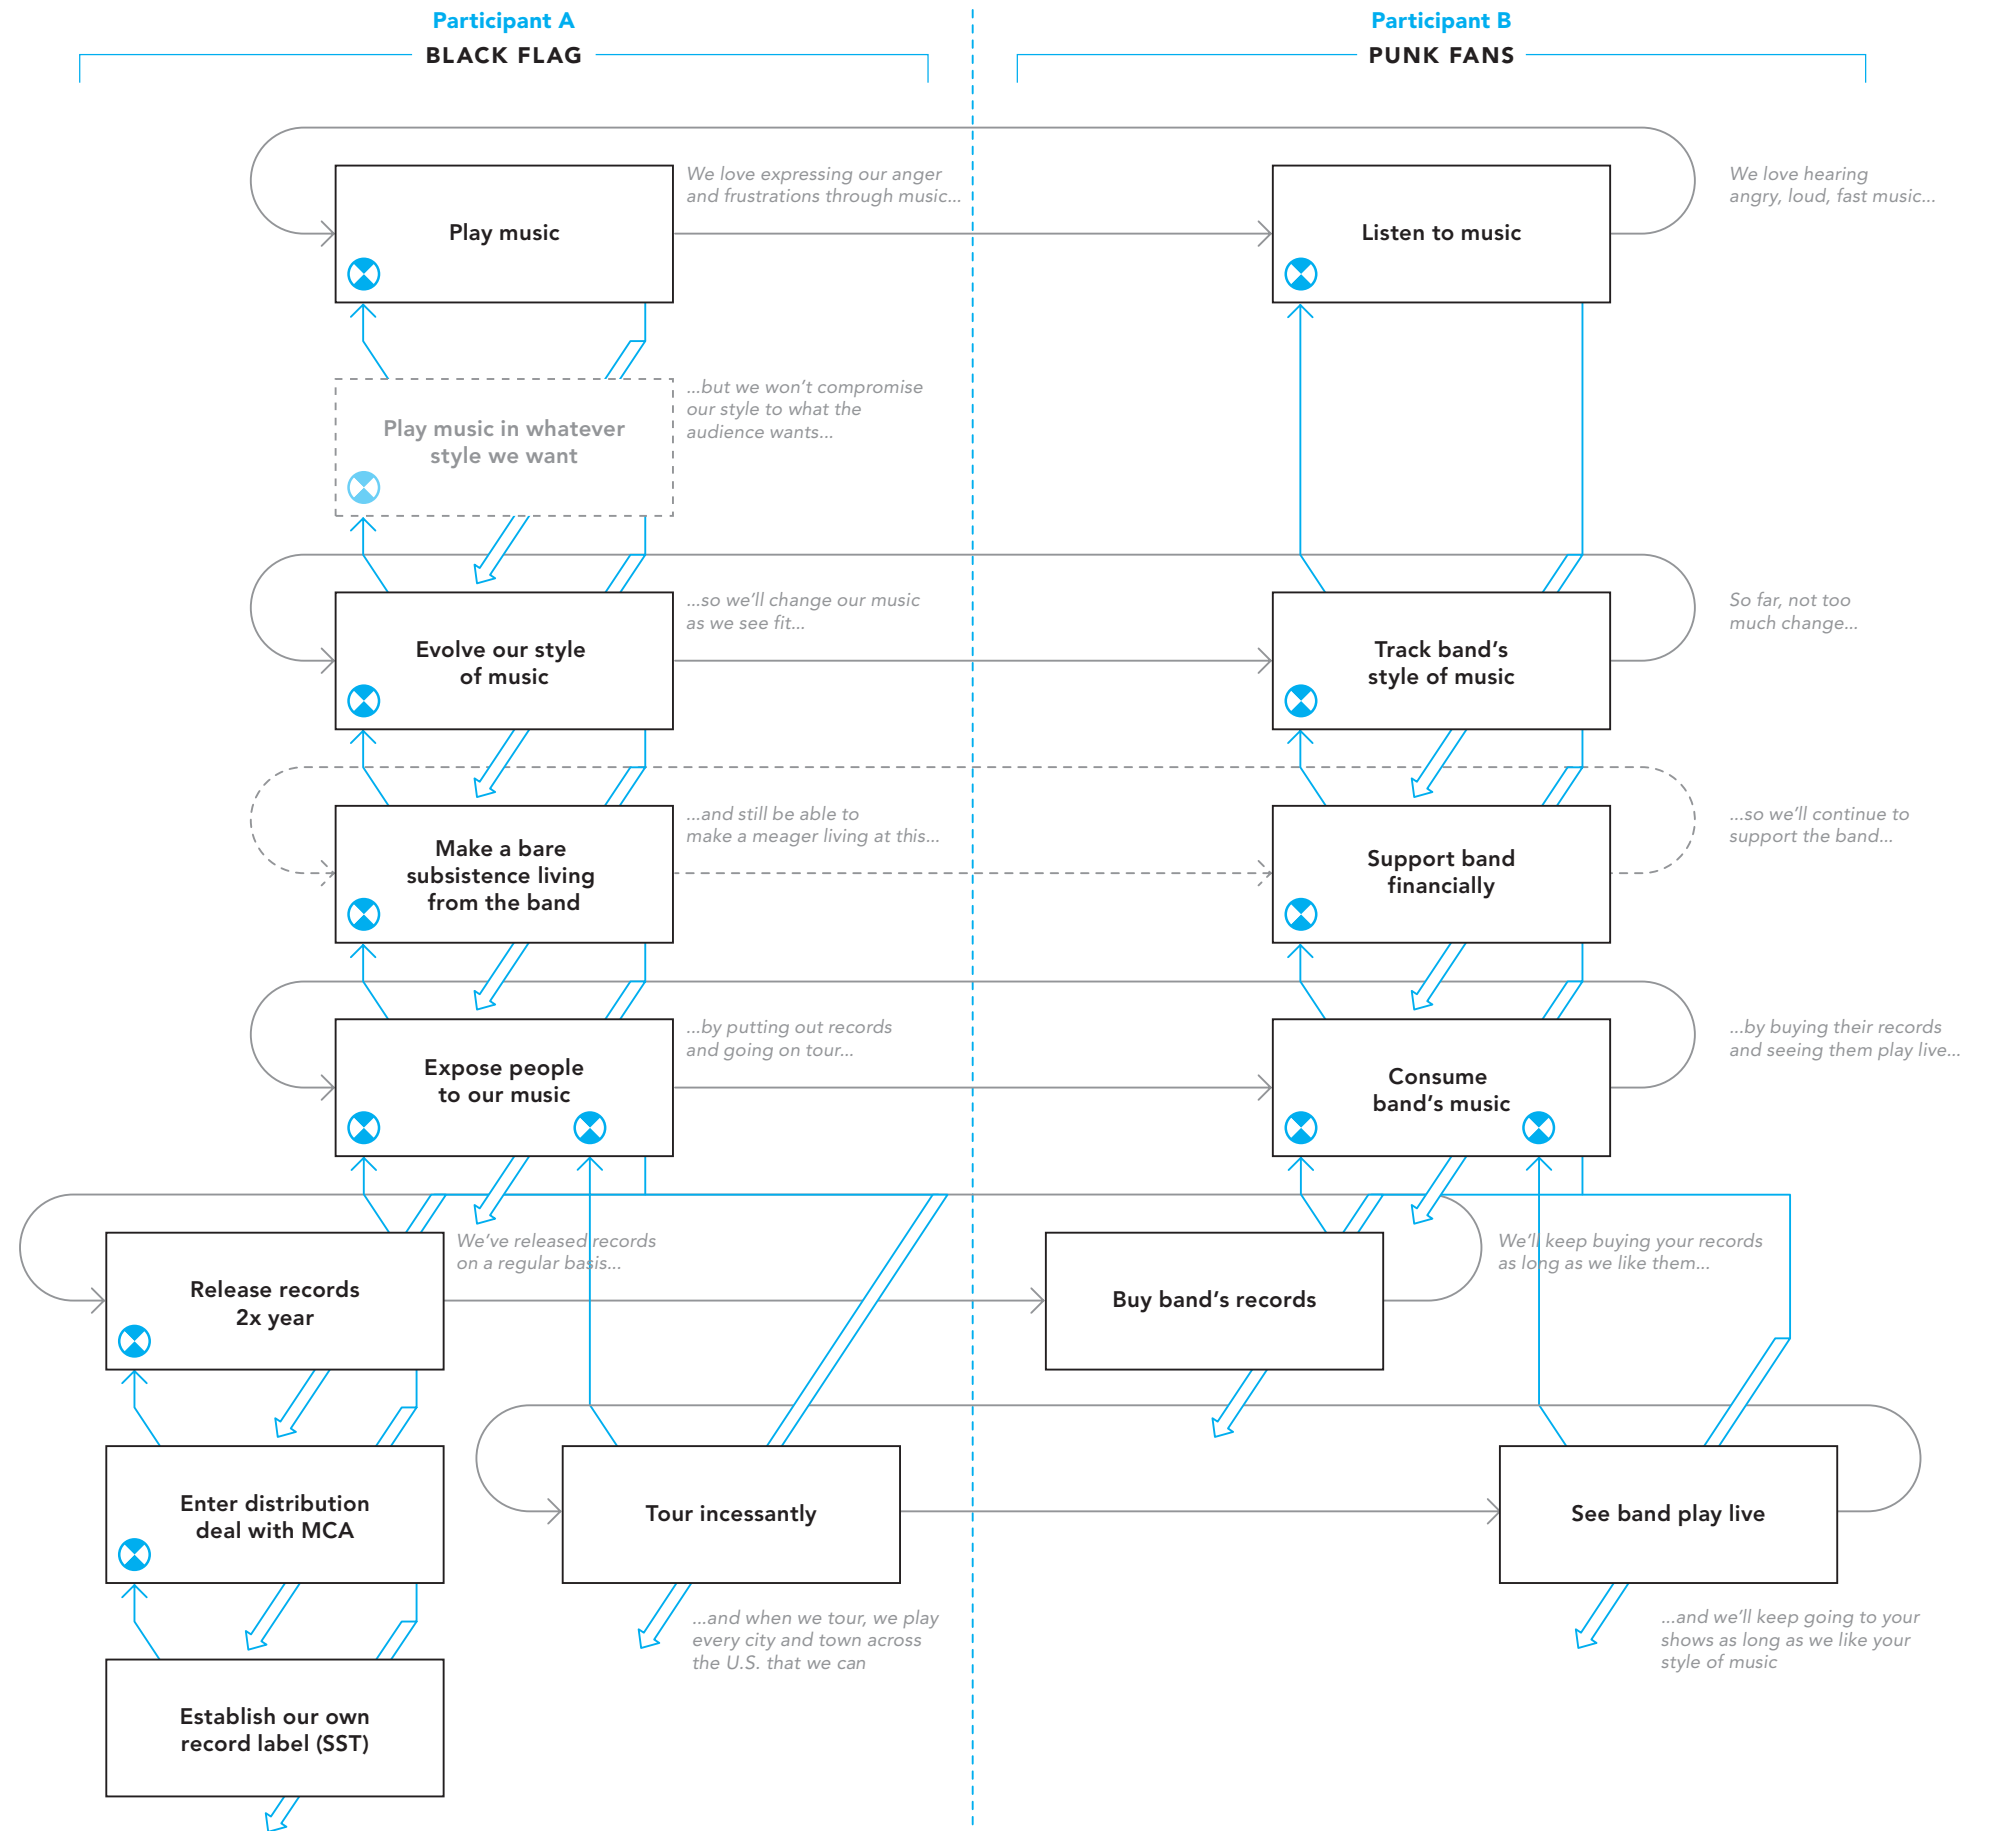 Participant A
BLACK FLAG
Participant B
PUNK FANS
Play music
We love expressing our anger
and frustrations through music...
Listen to music
We love hearing
angry, loud, fast music...
Play music in whatever
style we want
...but we won’t compromise
our style to what the
audience wants...
Evolve our style
of music
...so we’ll change our music
as we see fit...
Track band’s
style of music
So far, not too
much change...
Make a bare
subsistence living
from the band
...and still be able to
make a meager living at this...
Support band
financially
...so we’ll continue to
support the band...
Expose people
to our music
...by putting out records
and going on tour...
Consume
band’s music
...by buying their records
and seeing them play live...
Release records
2x year
We’ve released records
on a regular basis...
Buy band’s records
We’ll keep buying your records
as long as we like them...
Enter distribution
deal with MCA
Tour incessantly
...and when we tour, we play
every city and town across
the U.S. that we can
See band play live
...and we’ll keep going to your
shows as long as we like your
style of music
Establish our own
record label (SST)